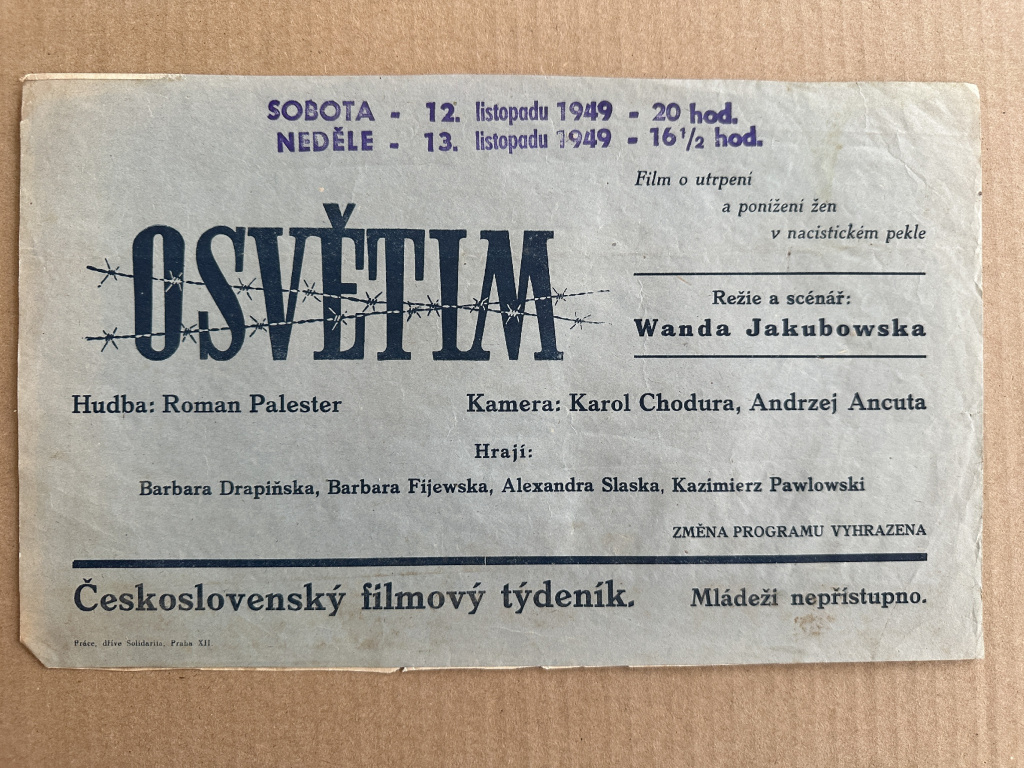 SOBOTA - 12. listopadu 1949 - 20 hod.
NEDĚLE - 13. listopadu 1949 - 16½ hod.
Film o utrpení
a ponížení žen
v nacistickém pekle
OSVĚTIM
Režie a scénář:
Wanda Jakubowska
Hudba: Roman Palester
Kamera: Karol Chodura, Andrzej Ancuta
Hrají:
Barbara Drapińska, Barbara Fijewska, Alexandra Slaska, Kazimierz Pawlowski
ZMĚNA PROGRAMU VYHRAZENA
Československý filmový týdeník.
Mládeži nepřístupno.
Práce, dříve Solidarita, Praha XII